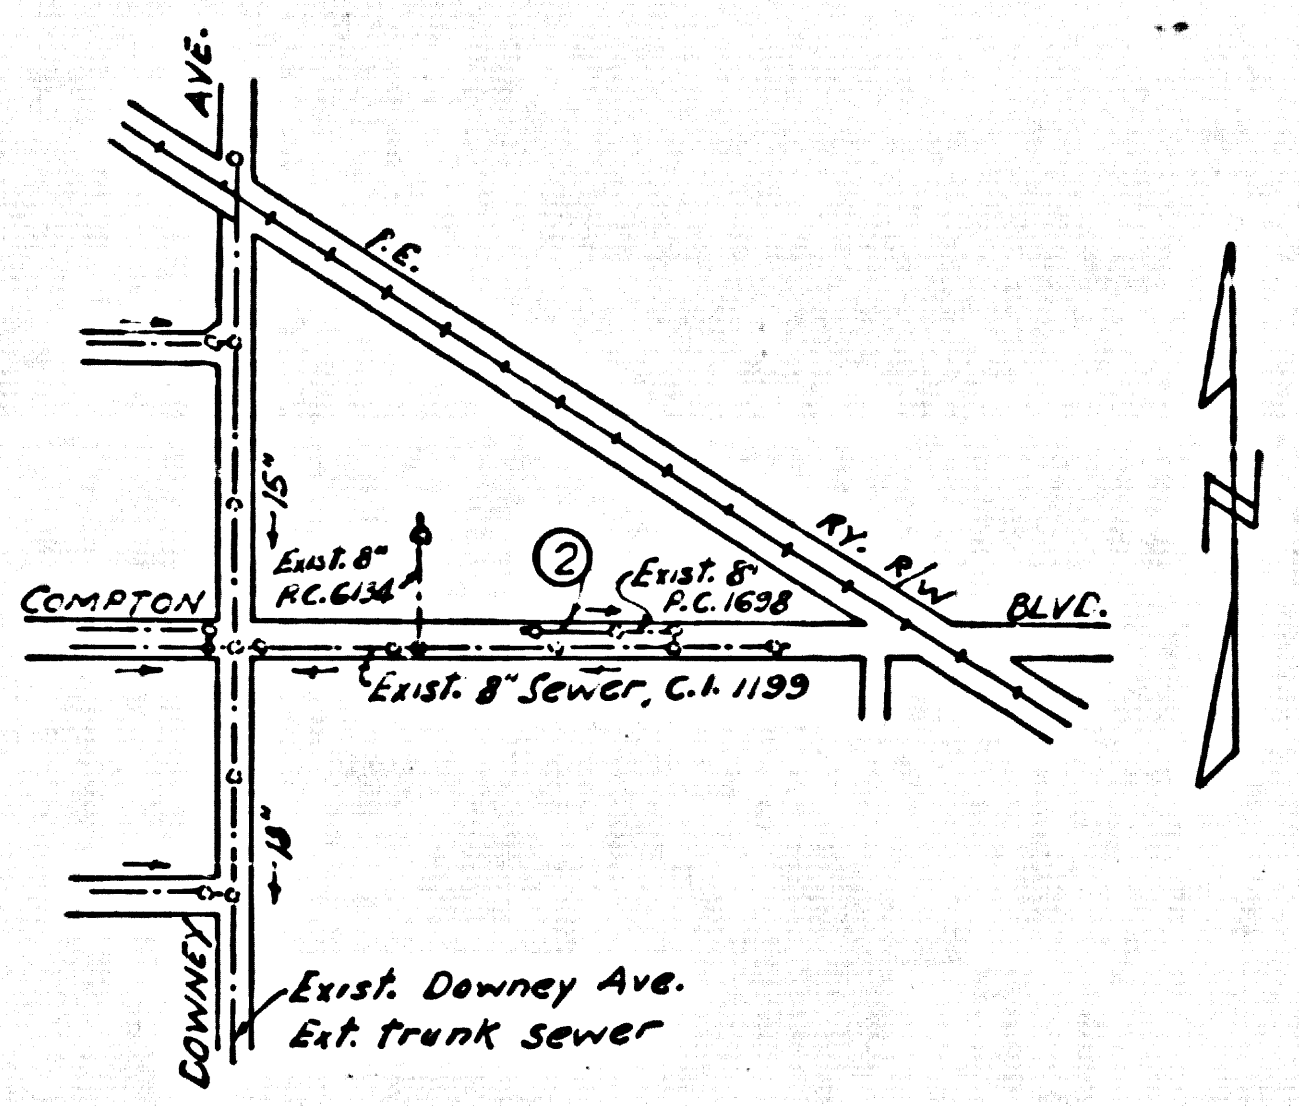 AVE.
P.E.
15"
Exist. 8"
P.C. 6134
2
Exist. 8"
P.C. 1698
RY.
R/W
COMPTON
BLVD.
Exist. 8" Sewer, C.I. 1199
N
18"
DOWNEY
Exist. Downey Ave.
Ext. trunk sewer